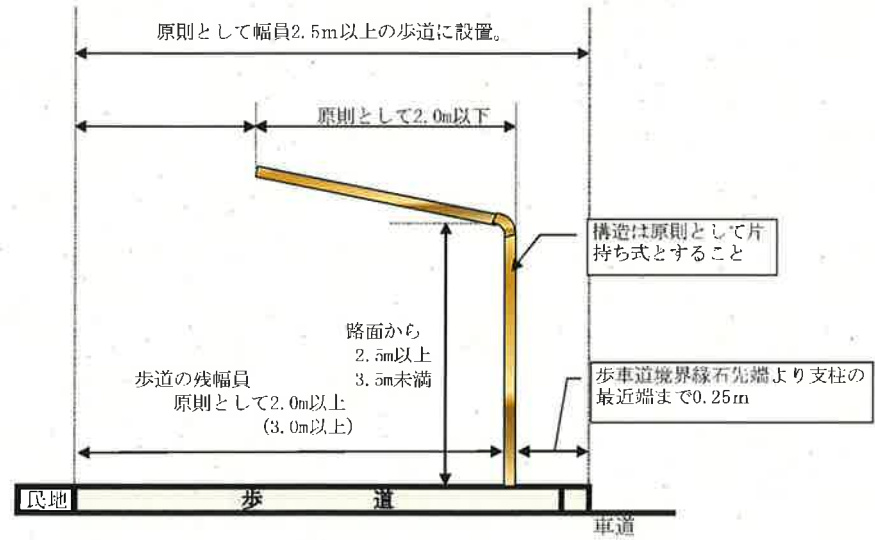 原則として幅員2.5m以上の歩道に設置。
原則として2.0m以下
構造は原則として片
持ち式とすること
路面から
2.5m以上
3.5m未満
歩道の残幅員
原則として2.0m以上
(3.0m以上)
歩車道境界縁石先端より支柱の
最近端まで0.25m
民地
歩 道
車道